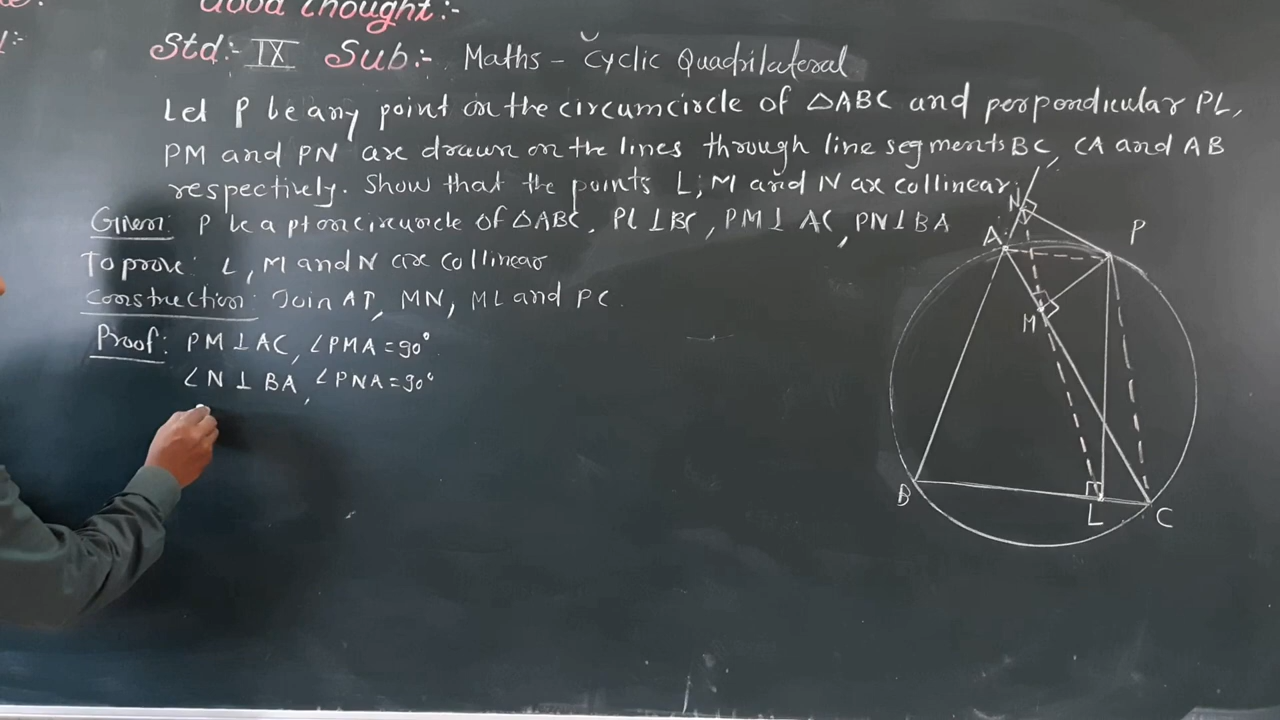 Good Thought:-
Std:- IX Sub:- Maths - Cyclic Quadrilateral
Let P be any point on the circumcircle of △ABC and perpendicular PL,
PM and PN are drawn on the lines through line segments BC, CA and AB
respectively. Show that the points L, M and N are collinear.
Given: P be a pt on circumcircle of △ABC, PL⊥BC, PM⊥AC, PN⊥BA
To prove: L, M and N are collinear
Construction: Join AP, MN, ML and PC.
Proof: PM⊥AC, ∠PMA=90°
∠N⊥BA, ∠PNA=90°
N
A
P
M
B
L
C